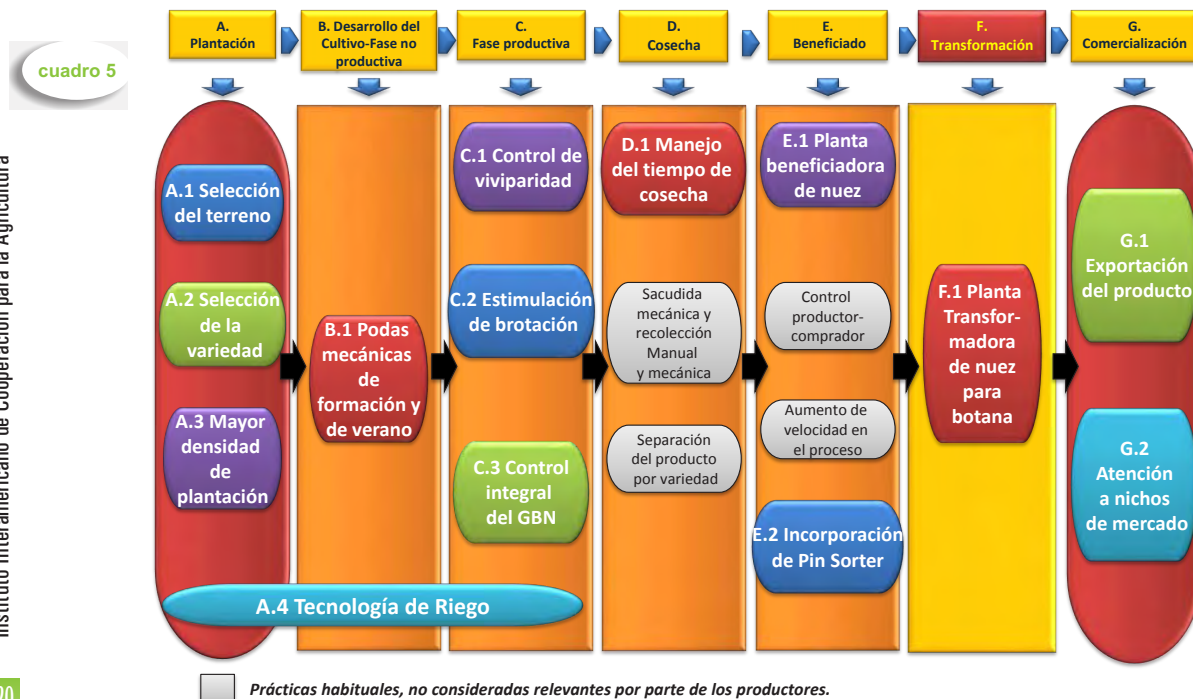 cuadro 5
Instituto Interamericano de Cooperación para la Agricultura
A.
Plantación
B. Desarrollo del
Cultivo-Fase no
productiva
C.
Fase productiva
D.
Cosecha
E.
Beneficiado
F.
Transformación
G.
Comercialización
A.1 Selección
del terreno
A.2 Selección
de la
variedad
A.3 Mayor
densidad
de
plantación
A.4 Tecnología de Riego
B.1 Podas
mecánicas
de
formación y
de verano
C.1 Control de
viviparidad
C.2 Estimulación
de brotación
C.3 Control
integral
del GBN
D.1 Manejo
del tiempo de
cosecha
Sacudida
mecánica y
recolección
Manual
y mecánica
Separación
del producto
por variedad
E.1 Planta
beneficiadora
de nuez
Control
productor-
comprador
Aumento de
velocidad en
el proceso
E.2 Incorporación
de Pin Sorter
F.1 Planta
Transfor-
madora
de nuez
para
botana
G.1
Exportación
del producto
G.2
Atención
a nichos
de mercado
Prácticas habituales, no consideradas relevantes por parte de los productores.